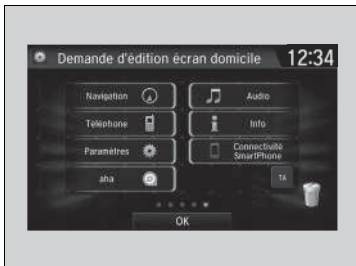 Demande d'édition écran domicile 12:34
Navigation
Audio
Téléphone
Info
Paramètres
Connectivité
SmartPhone
aha
TA
OK